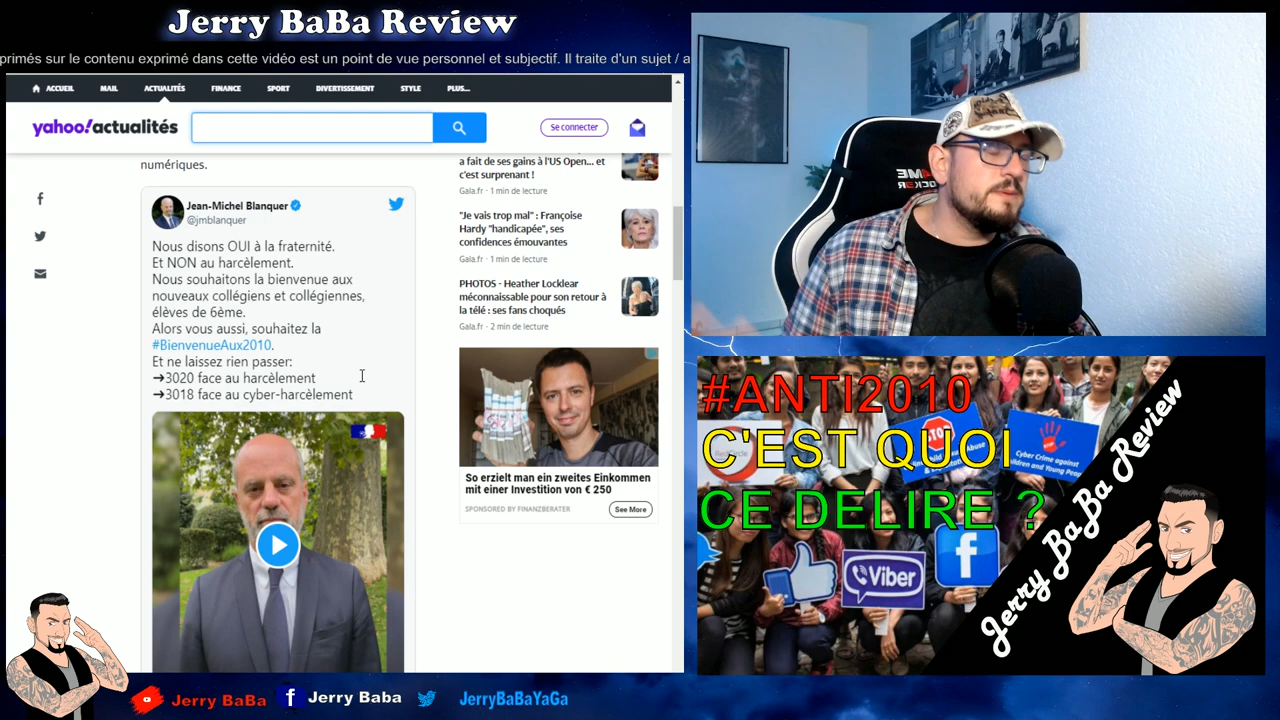 Jerry BaBa Review
primés sur le contenu exprimé dans cette vidéo est un point de vue personnel et subjectif. Il traite d'un sujet / a
ACCUEIL MAIL ACTUALITÉS FINANCE SPORT DIVERTISSEMENT STYLE PLUS...
yahoo!actualités
Se connecter
numériques.
Jean-Michel Blanquer
@jmblanquer
Nous disons OUI à la fraternité.
Et NON au harcèlement.
Nous souhaitons la bienvenue aux
nouveaux collégiens et collégiennes,
élèves de 6ème.
Alors vous aussi, souhaitez la
#BienvenueAux2010.
Et ne laissez rien passer:
➜3020 face au harcèlement
➜3018 face au cyber-harcèlement
a fait de ses gains à l'US Open... et
c'est surprenant !
Gala.fr · 1 min de lecture
"Je vais trop mal" : Françoise
Hardy "handicapée", ses
confidences émouvantes
Gala.fr · 1 min de lecture
PHOTOS - Heather Locklear
méconnaissable pour son retour à
la télé : ses fans choqués
Gala.fr · 2 min de lecture
So erzielt man ein zweites Einkommen
mit einer Investition von € 250
SPONSORED BY FINANZBERATER
See More
#ANTI2010
C'EST QUOI
CE DELIRE ?
STOP
Abuse
Cyber Crime against
Children and Young
Viber
f
Jerry BaBa Review
Jerry BaBa
f
Jerry Baba
JerryBaBaYaGa